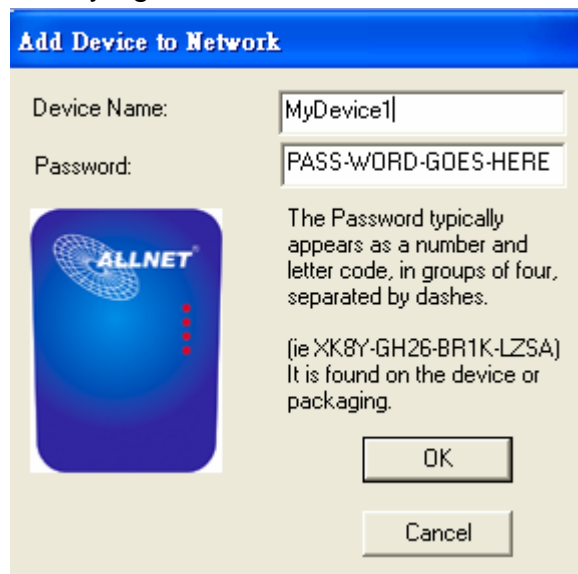 Add Device to Network
Device Name:
MyDevice1
Password:
PASS-WORD-GOES-HERE
ALLNET
The Password typically
appears as a number and
letter code, in groups of four,
separated by dashes.
(ie XK8Y-GH26-BR1K-LZSA)
It is found on the device or
packaging.
OK
Cancel